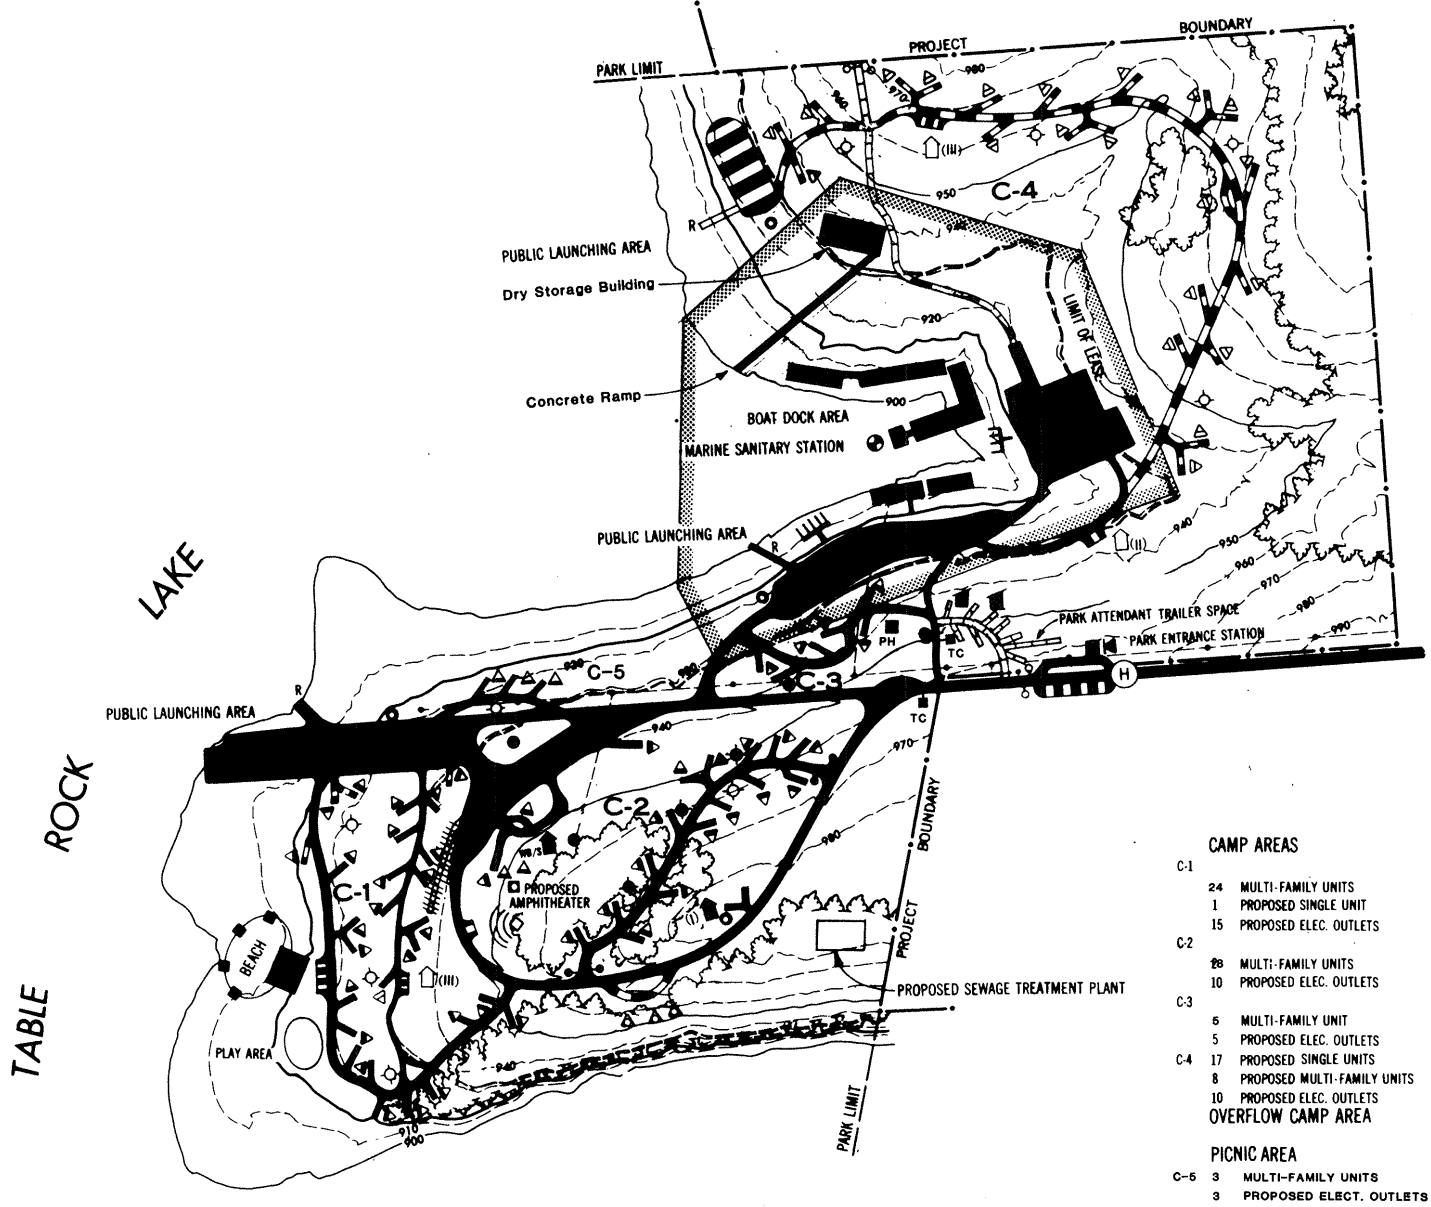 BOUNDARY
PROJECT
PARK LIMIT
980
970
960
(III)
950
C-4
R
940
PUBLIC LAUNCHING AREA
Dry Storage Building
920
LIMIT OF LEASE
Concrete Ramp
900
BOAT DOCK AREA
MARINE SANITARY STATION
PUBLIC LAUNCHING AREA
R
(II)
940
950
960
970
980
990
LAKE
PARK ATTENDANT TRAILER SPACE
PARK ENTRANCE STATION
PH
TC
H
C-5
C-3
R
PUBLIC LAUNCHING AREA
TC
940
970
ROCK
BOUNDARY
C-2
980
WB/S
C-1
PROPOSED
AMPHITHEATER
(I)
PROJECT
BEACH
(III)
PROPOSED SEWAGE TREATMENT PLANT
TABLE
PLAY AREA
940
910
900
PARK LIMIT
CAMP AREAS
C-1
24 MULTI-FAMILY UNITS
1 PROPOSED SINGLE UNIT
15 PROPOSED ELEC. OUTLETS
C-2
28 MULTI-FAMILY UNITS
10 PROPOSED ELEC. OUTLETS
C-3
5 MULTI-FAMILY UNIT
5 PROPOSED ELEC. OUTLETS
C-4 17 PROPOSED SINGLE UNITS
8 PROPOSED MULTI-FAMILY UNITS
10 PROPOSED ELEC. OUTLETS
OVERFLOW CAMP AREA
PICNIC AREA
C-5 3 MULTI-FAMILY UNITS
3 PROPOSED ELECT. OUTLETS